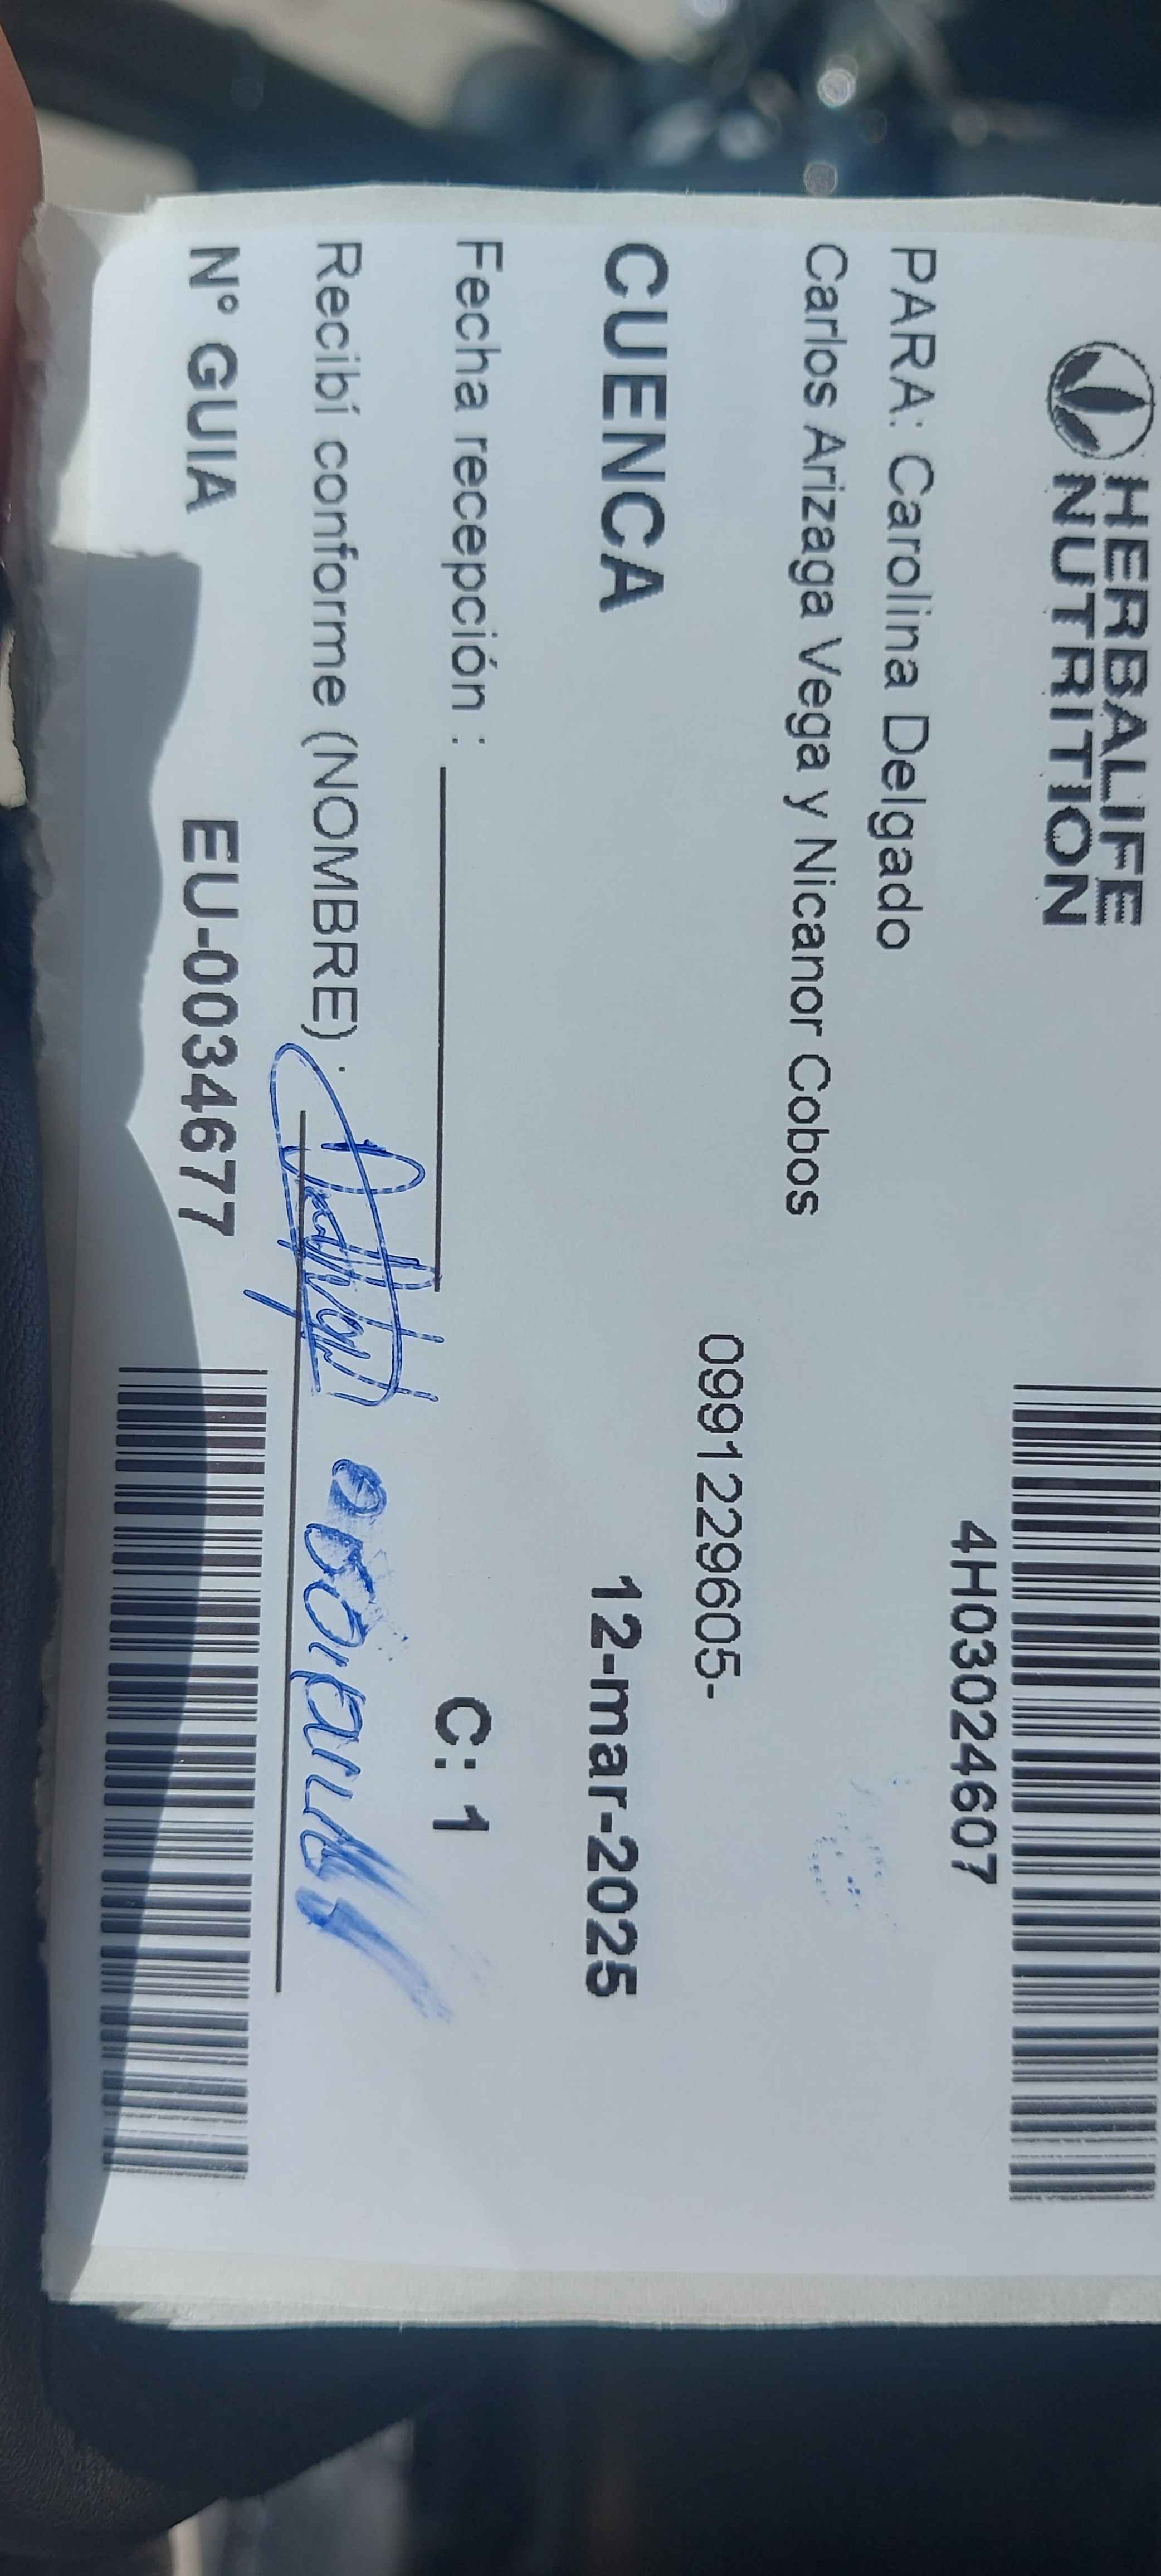 HERBALIFE
NUTRITION
4H03024607
PARA: Carolina Delgado
Carlos Arizaga Vega y Nicanor Cobos
0991229605-
CUENCA 12-mar-2025
Fecha recepción :
C: 1
Recibí conforme (NOMBRE) :
Nº GUIA EU-0034677